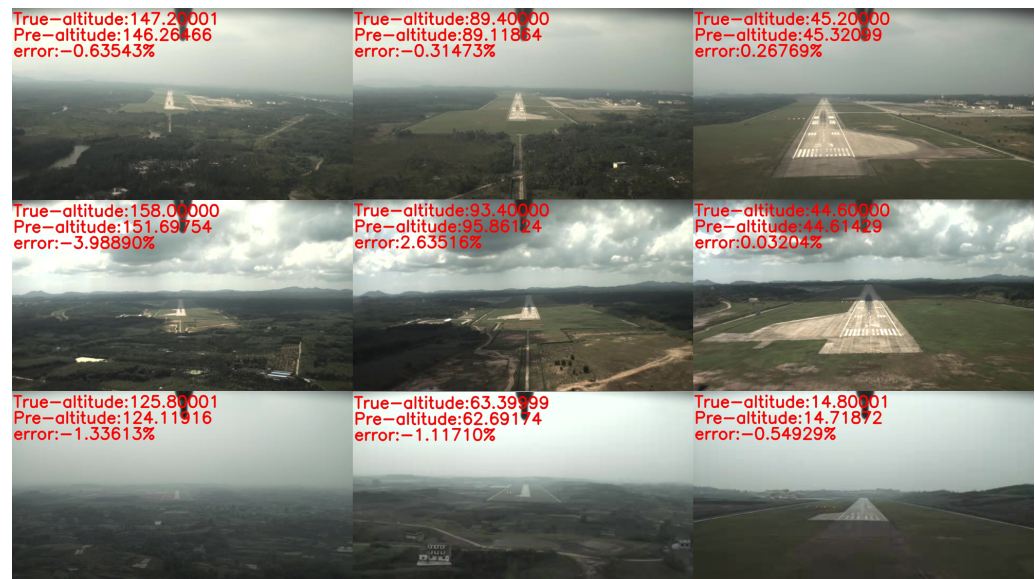 True-altitude:147.20001
Pre-altitude:146.26466
error:-0.63543%
True-altitude:89.40000
Pre-altitude:89.11864
error:-0.31473%
True-altitude:45.20000
Pre-altitude:45.32099
error:0.26769%
True-altitude:158.00000
Pre-altitude:151.69754
error:-3.98890%
True-altitude:93.40000
Pre-altitude:95.86124
error:2.63516%
True-altitude:44.60000
Pre-altitude:44.61429
error:0.03204%
True-altitude:125.80001
Pre-altitude:124.11916
error:-1.33613%
True-altitude:63.39999
Pre-altitude:62.69174
error:-1.11710%
True-altitude:14.80001
Pre-altitude:14.71872
error:-0.54929%